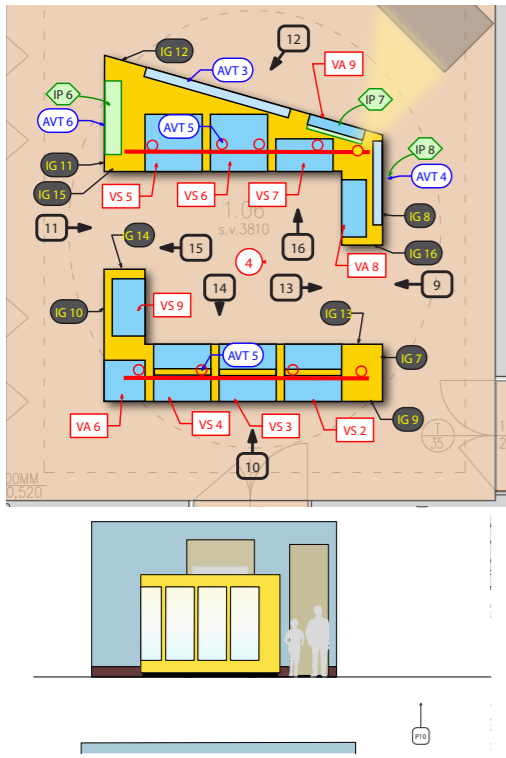 IG 12
12
AVT 3
VA 9
IP 6
IP 7
AVT 6
AVT 5
IP 8
IG 11
AVT 4
IG 15
VS 5
VS 6
VS 7
1.06
s.v.3810
IG 8
11
G 14
15
16
IG 16
4
VA 8
14
13
9
IG 10
VS 9
IG 13
AVT 5
IG 7
VA 6
VS 4
VS 3
VS 2
IG 9
T
35
10
00MM
0,520
P10